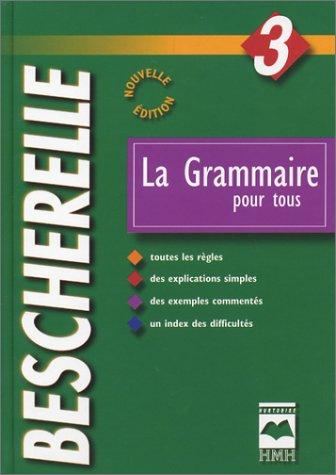 3
NOUVELLE
ÉDITION
BESCHERELLE
La Grammaire
pour tous
toutes les règles
des explications simples
des exemples commentés
un index des difficultés
HURTUBISE
HMH